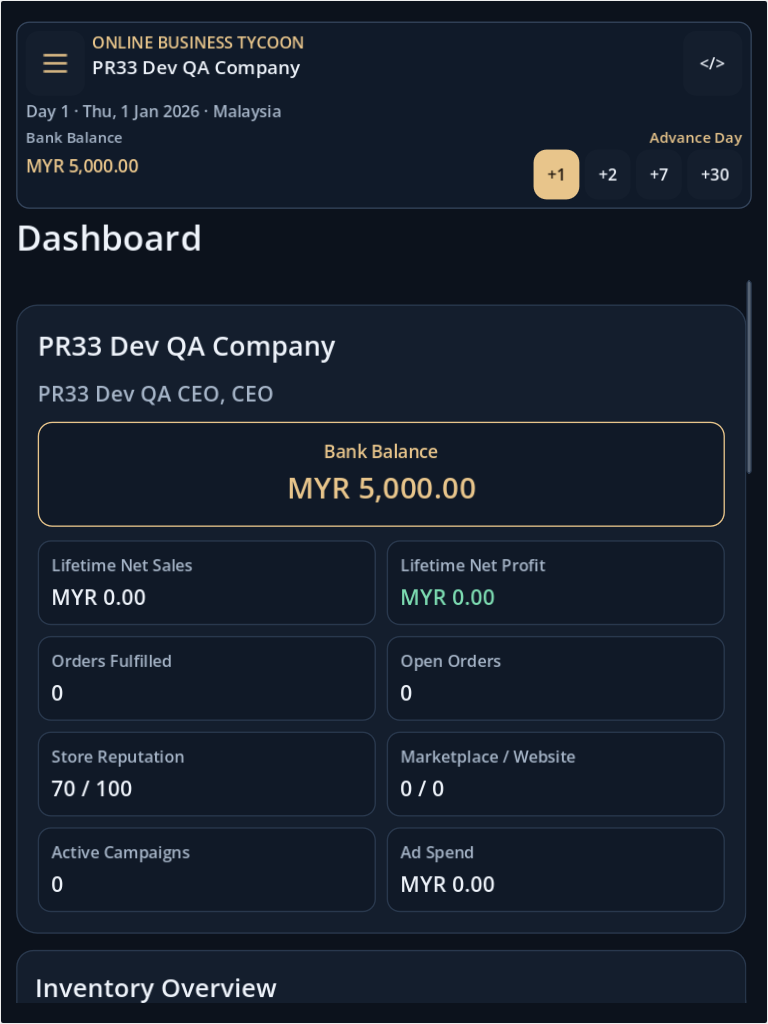 ONLINE BUSINESS TYCOON
PR33 Dev QA Company
</>
Day 1 · Thu, 1 Jan 2026 · Malaysia
Bank Balance
MYR 5,000.00
Advance Day
+1 +2 +7 +30
Dashboard
PR33 Dev QA Company
PR33 Dev QA CEO, CEO
Bank Balance
MYR 5,000.00
Lifetime Net Sales
MYR 0.00
Lifetime Net Profit
MYR 0.00
Orders Fulfilled
0
Open Orders
0
Store Reputation
70 / 100
Marketplace / Website
0 / 0
Active Campaigns
0
Ad Spend
MYR 0.00
Inventory Overview